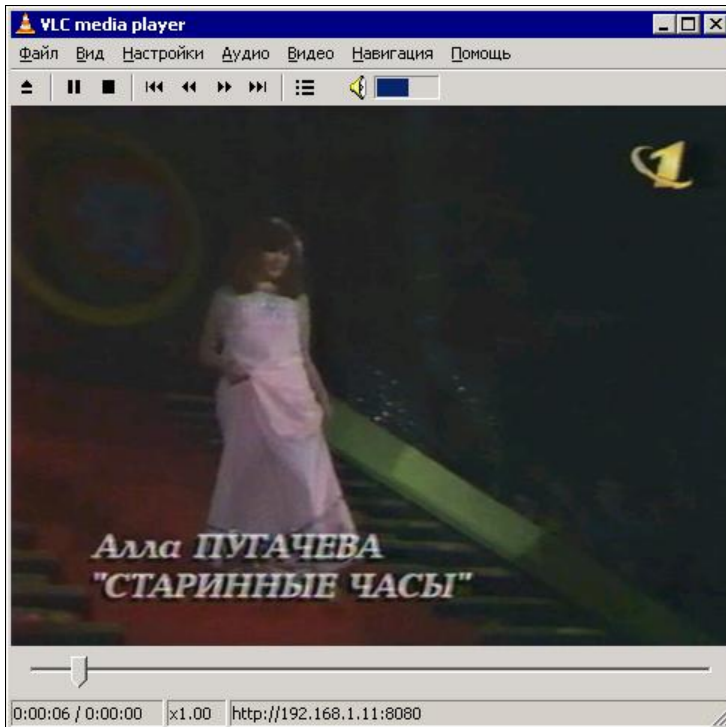 VLC media player
Файл Вид Настройки Аудио Видео Навигация Помощь
1
Алла ПУГАЧЕВА
"СТАРИННЫЕ ЧАСЫ"
0:00:06 / 0:00:00 x1.00 http://192.168.1.11:8080